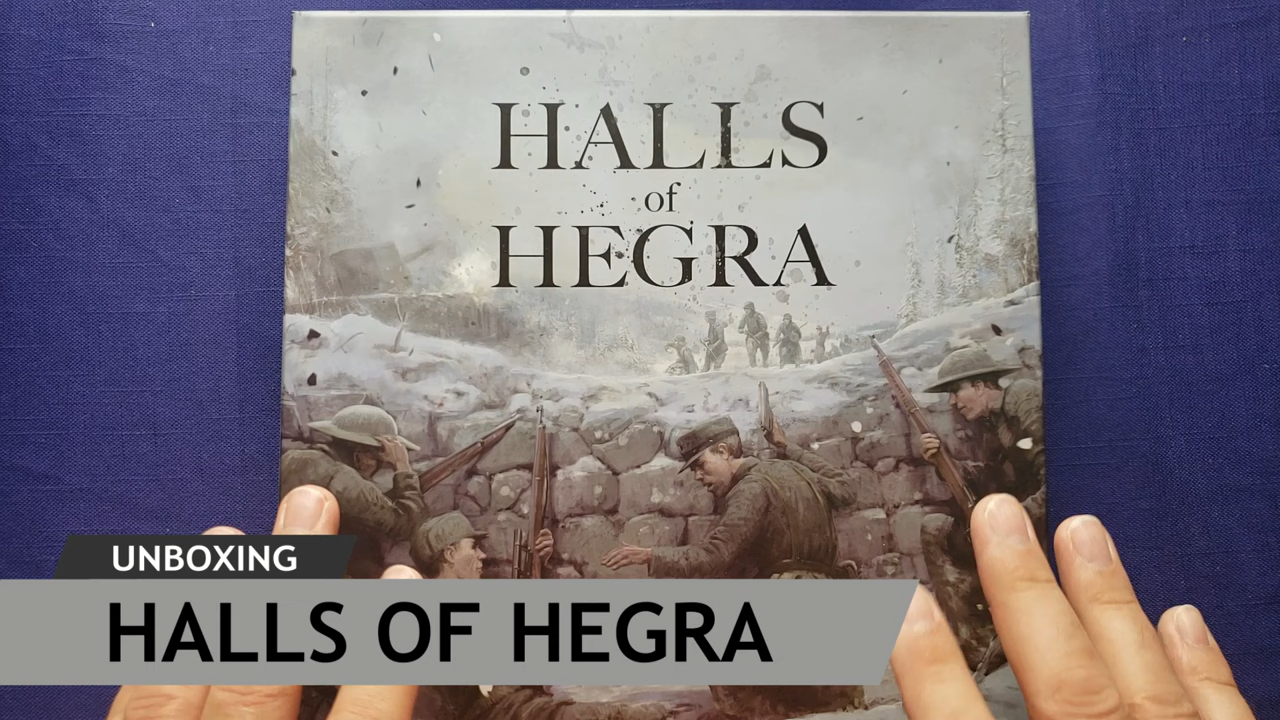 HALLS
of
HEGRA
UNBOXING
HALLS OF HEGRA